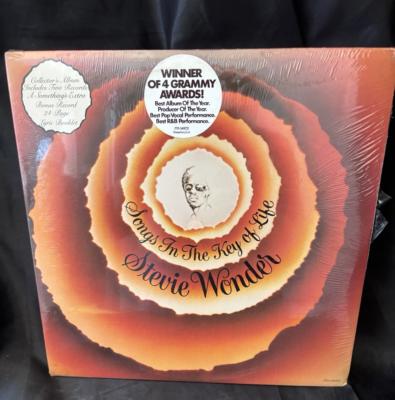 Collector's Album
Includes Two Records
A Something's Extra
Bonus Record
24-Page
Lyric Booklet
WINNER
OF 4 GRAMMY
AWARDS!
Best Album Of The Year.
Producer Of The Year.
Best Pop Vocal Performance.
Best R&B Performance.
Songs In The Key of Life
Stevie Wonder